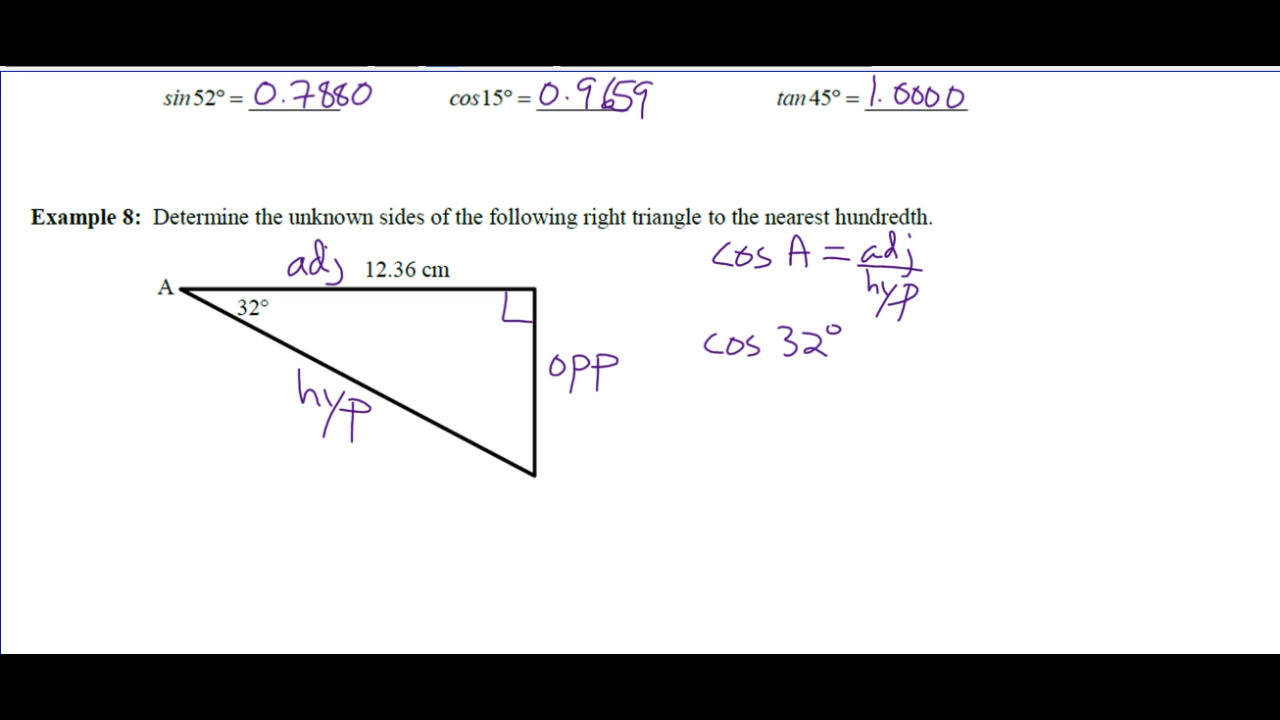 sin 52° = 0.7880 cos 15° = 0.9659 tan 45° = 1.0000
Example 8: Determine the unknown sides of the following right triangle to the nearest hundredth.
adj 12.36 cm
cos A = adj
hyp
A
32°
cos 32°
opp
hyp